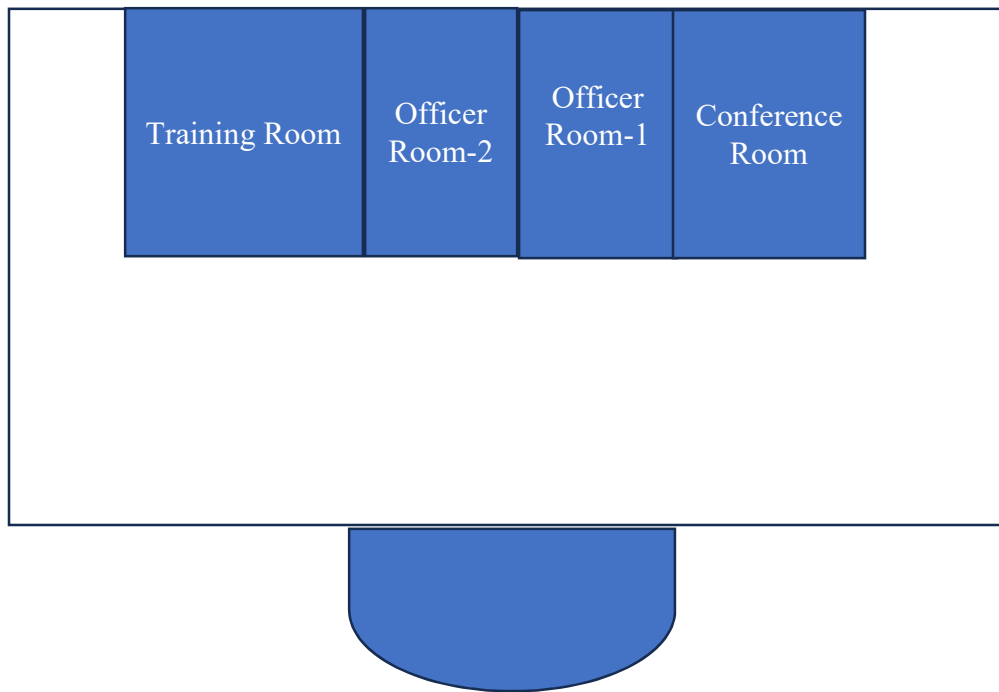 Training Room
Officer
Room-2
Officer
Room-1
Conference
Room